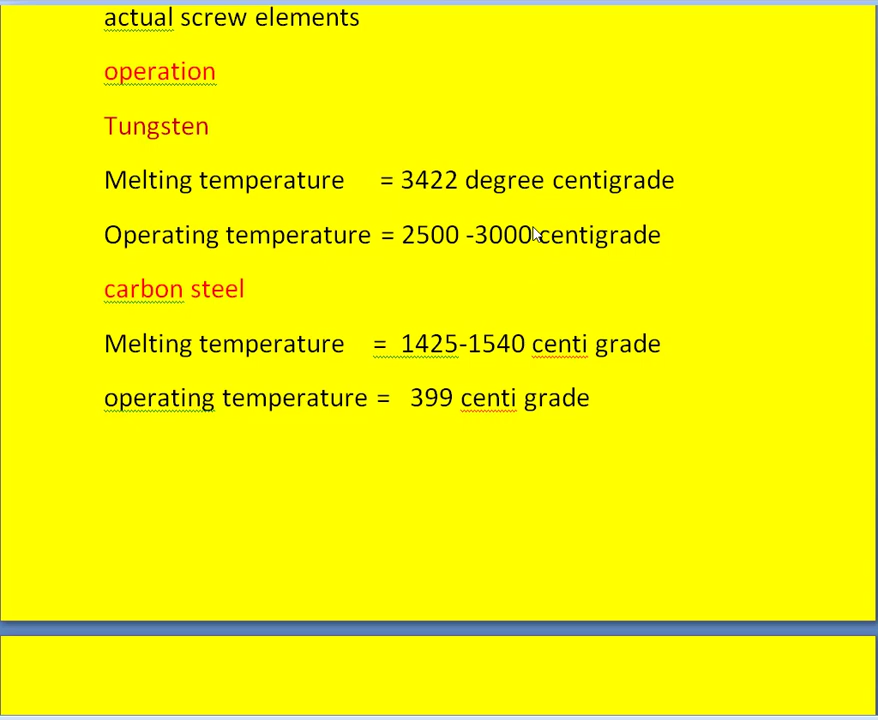 actual screw elements
operation
Tungsten
Melting temperature = 3422 degree centigrade
Operating temperature = 2500 -3000 centigrade
carbon steel
Melting temperature = 1425-1540 centi grade
operating temperature = 399 centi grade